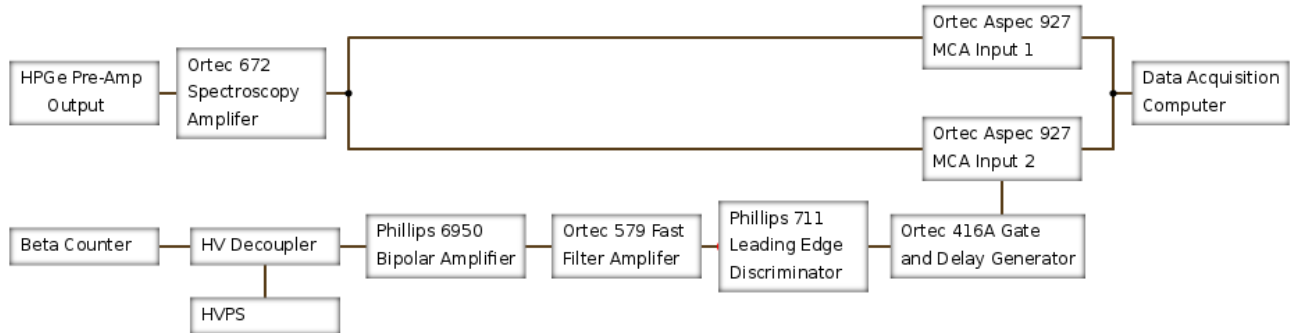 HPGe Pre-Amp
Output
Ortec 672
Spectroscopy
Amplifer
Ortec Aspec 927
MCA Input 1
Ortec Aspec 927
MCA Input 2
Data Acquisition
Computer
Beta Counter
HV Decoupler
HVPS
Phillips 6950
Bipolar Amplifier
Ortec 579 Fast
Filter Amplifer
Phillips 711
Leading Edge
Discriminator
Ortec 416A Gate
and Delay Generator